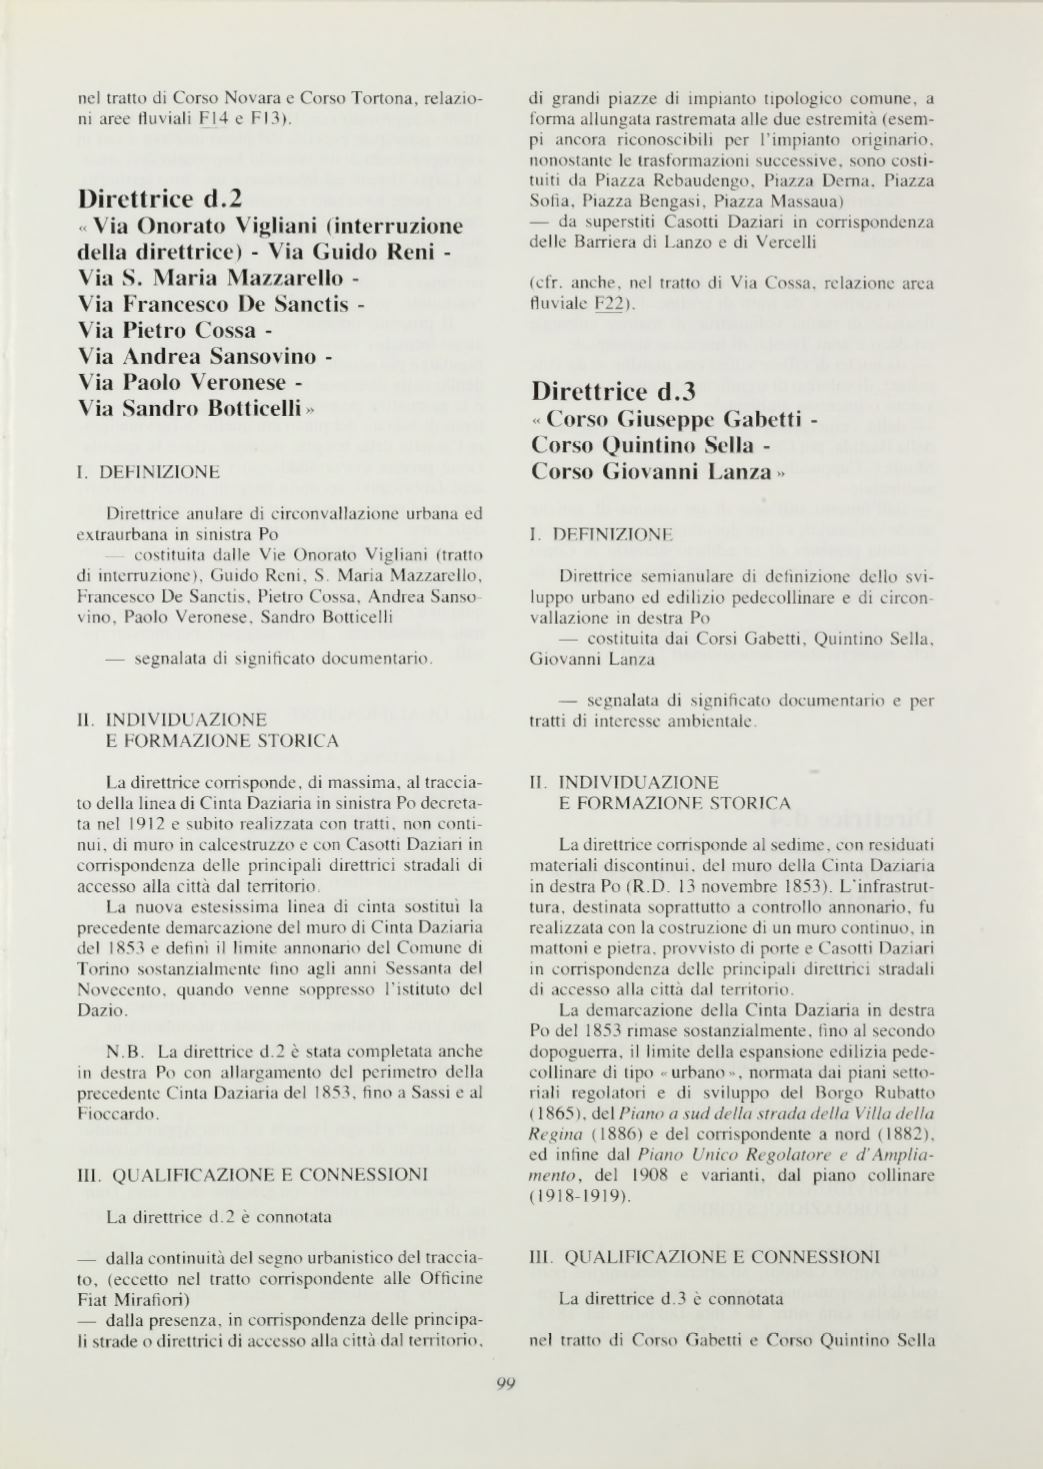 nel tratto di Corso Novara e Corso Tortona, relazio-
ni aree fluviali F14 e F13).
Direttrice d.2
« Via Onorato Vigliani (interruzione
della direttrice) - Via Guido Reni -
Via S. Maria Mazzarello -
Via Francesco De Sanctis -
Via Pietro Cossa -
Via Andrea Sansovino -
Via Paolo Veronese -
Via Sandro Botticelli »
I. DEFINIZIONE
Direttrice anulare di circonvallazione urbana ed
extraurbana in sinistra Po
— costituita dalle Vie Onorato Vigliani (tratto
di interruzione), Guido Reni, S. Maria Mazzarello,
Francesco De Sanctis, Pietro Cossa, Andrea Sanso-
vino, Paolo Veronese, Sandro Botticelli
— segnalata di significato documentario.
II. INDIVIDUAZIONE
E FORMAZIONE STORICA
La direttrice corrisponde, di massima, al traccia-
to della linea di Cinta Daziaria in sinistra Po decreta-
ta nel 1912 e subito realizzata con tratti, non conti-
nui, di muro in calcestruzzo e con Casotti Daziari in
corrispondenza delle principali direttrici stradali di
accesso alla città dal territorio.
La nuova estesissima linea di cinta sostituì la
precedente demarcazione del muro di Cinta Daziaria
del 1853 e definì il limite annonario del Comune di
Torino sostanzialmente fino agli anni Sessanta del
Novecento, quando venne soppresso l'istituto del
Dazio.
N.B. La direttrice d.2 è stata completata anche
in destra Po con allargamento del perimetro della
precedente Cinta Daziaria del 1853, fino a Sassi e al
Fioccardo.
III. QUALIFICAZIONE E CONNESSIONI
La direttrice d.2 è connotata
— dalla continuità del segno urbanistico del traccia-
to, (eccetto nel tratto corrispondente alle Officine
Fiat Mirafiori)
— dalla presenza, in corrispondenza delle principa-
li strade o direttrici di accesso alla città dal territorio,
di grandi piazze di impianto tipologico comune, a
forma allungata rastremata alle due estremità (esem-
pi ancora riconoscibili per l'impianto originario,
nonostante le trasformazioni successive, sono costi-
tuiti da Piazza Rebaudengo, Piazza Derna, Piazza
Sofia, Piazza Bengasi, Piazza Massaua)
— da superstiti Casotti Daziari in corrispondenza
delle Barriera di Lanzo e di Vercelli
(cfr. anche, nel tratto di Via Cossa, relazione area
fluviale F22).
Direttrice d.3
« Corso Giuseppe Gabetti -
Corso Quintino Sella -
Corso Giovanni Lanza »
I. DEFINIZIONE
Direttrice semianulare di definizione dello svi-
luppo urbano ed edilizio pedecollinare e di circon-
vallazione in destra Po
— costituita dai Corsi Gabetti, Quintino Sella,
Giovanni Lanza
— segnalata di significato documentario e per
tratti di interesse ambientale.
II. INDIVIDUAZIONE
E FORMAZIONE STORICA
La direttrice corrisponde al sedime, con residuati
materiali discontinui, del muro della Cinta Daziaria
in destra Po (R.D. 13 novembre 1853). L'infrastrut-
tura, destinata soprattutto a controllo annonario, fu
realizzata con la costruzione di un muro continuo, in
mattoni e pietra, provvisto di porte e Casotti Daziari
in corrispondenza delle principali direttrici stradali
di accesso alla città dal territorio.
La demarcazione della Cinta Daziaria in destra
Po del 1853 rimase sostanzialmente, fino al secondo
dopoguerra, il limite della espansione edilizia pede-
collinare di tipo « urbano », normata dai piani setto-
riali regolatori e di sviluppo del Borgo Rubatto
(1865), del Piano a sud della strada della Villa della
Regina (1886) e del corrispondente a nord (1882),
ed infine dal Piano Unico Regolatore e d'Amplia-
mento, del 1908 e varianti, dal piano collinare
(1918-1919).
III. QUALIFICAZIONE E CONNESSIONI
La direttrice d.3 è connotata
nel tratto di Corso Gabetti e Corso Quintino Sella
99